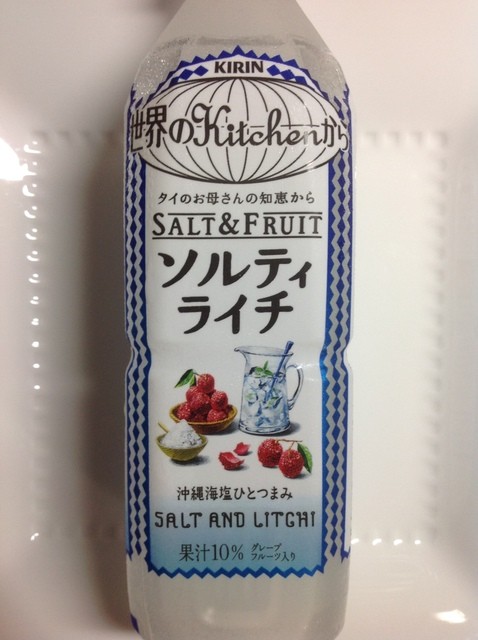 KIRIN
世界のKitchenから
タイのお母さんの知恵から
SALT&FRUIT
ソルティ
ライチ
沖縄海塩ひとつまみ
SALT AND LITCHI
果汁10% グレープ
フルーツ入り